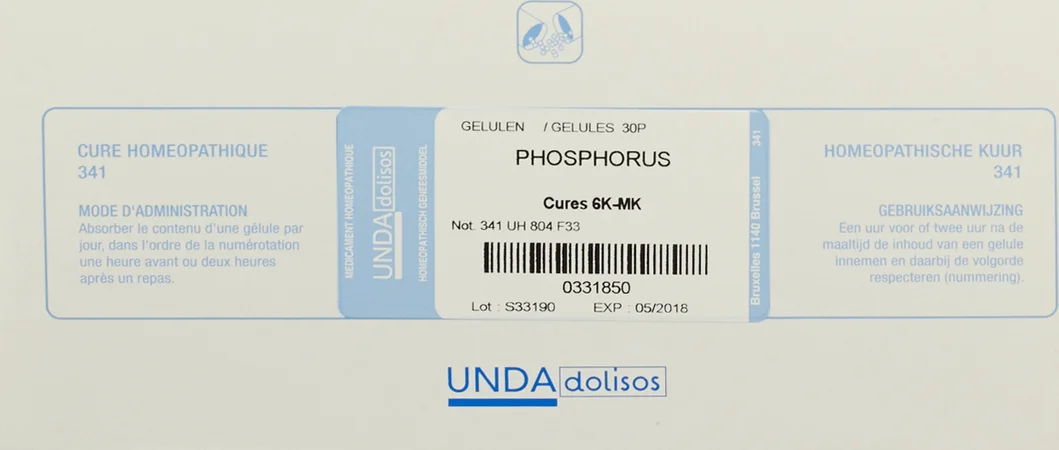 CURE HOMEOPATHIQUE
341
MODE D'ADMINISTRATION
Absorber le contenu d'une gélule par
jour, dans l'ordre de la numérotation
une heure avant ou deux heures
après un repas.
MEDICAMENT HOMEOPATHIQUE
UNDA dolisos
HOMEOPATHISCH GENEESMIDDEL
GELULEN / GELULES 30P
PHOSPHORUS
Cures 6K-MK
Not. 341 UH 804 F33
0331850
Lot : S33190 EXP : 05/2018
Bruxelles 1140 Brussel 341
HOMEOPATHISCHE KUUR
341
GEBRUIKSAANWIJZING
Een uur voor of twee uur na de
maaltijd de inhoud van een gelule
innemen en daarbij de volgorde
respecteren (nummering).
UNDA dolisos